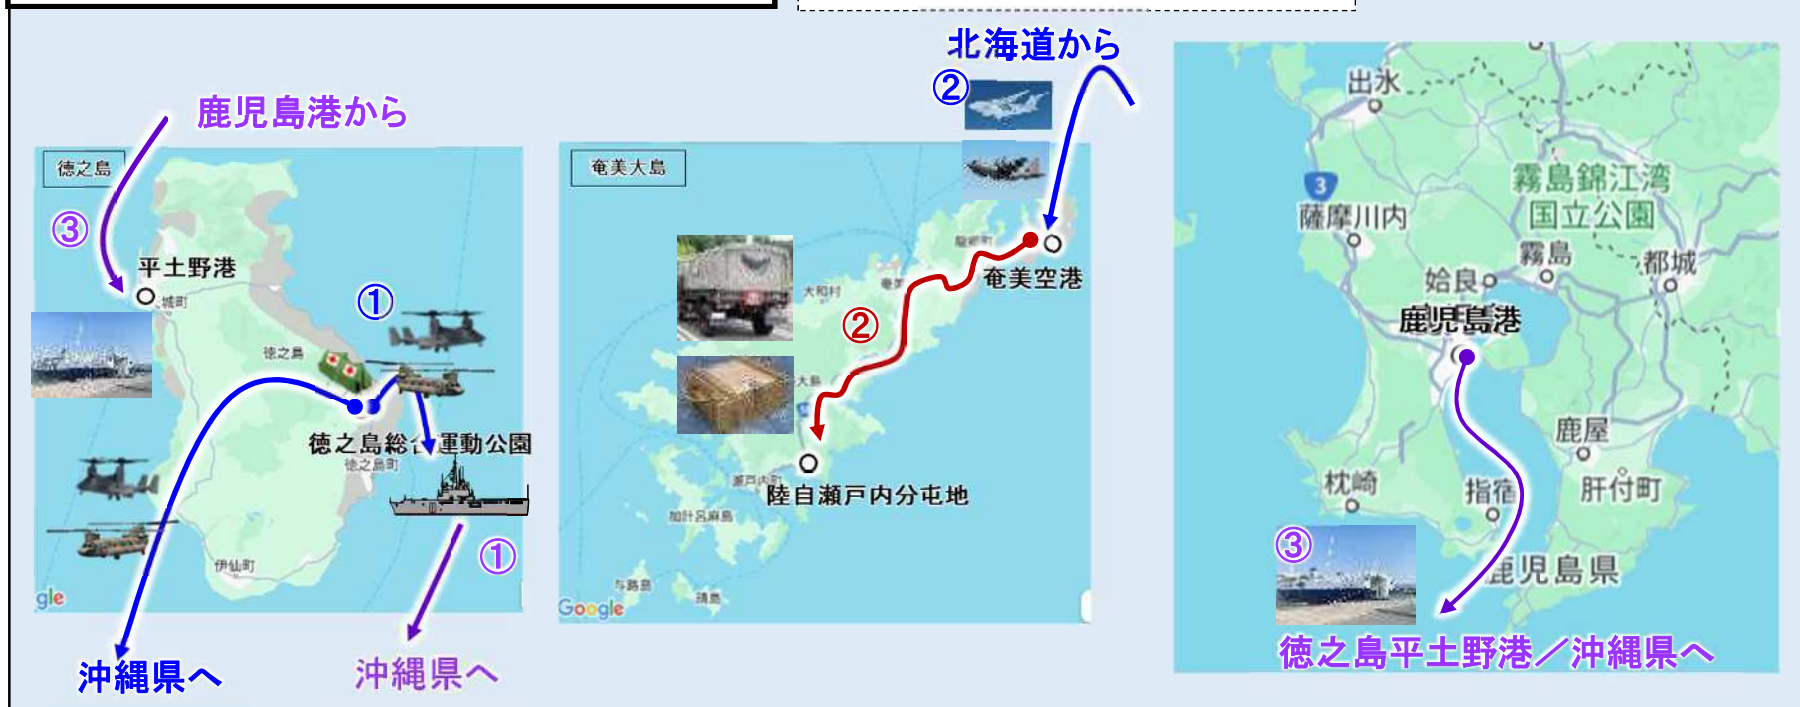 鹿児島港から
徳之島
③
平土野港
城町
①
徳之島
徳之島総合運動公園
徳之島町
伊仙町
gle
①
沖縄県へ
沖縄県へ
北海道から
②
奄美大島
龍郷町
奄美空港
奄美
大和村
②
大島
瀬戸内町
陸自瀬戸内分屯地
加計呂麻島
与路島
請島
Google
出水
3
霧島錦江湾
国立公園
薩摩川内
霧島
都城
姶良
鹿児島港
鹿屋
枕崎
指宿
肝付町
③
鹿児島県
徳之島平土野港／沖縄県へ